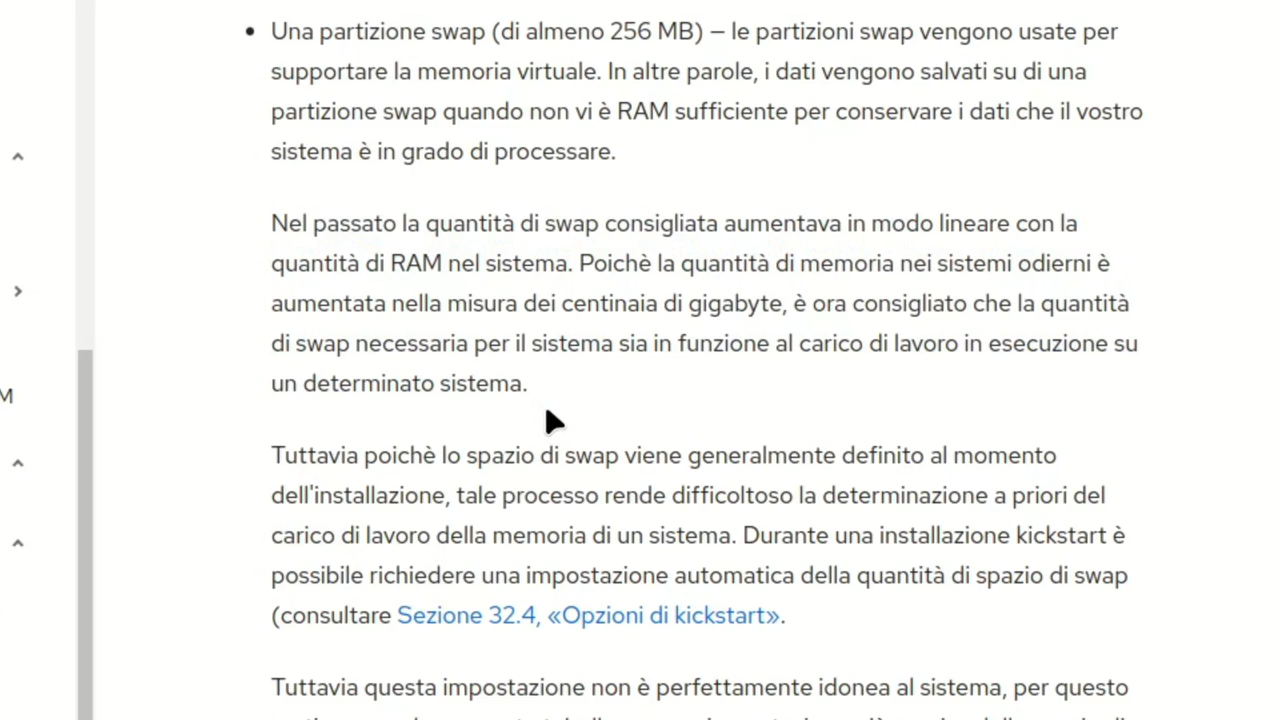 Una partizione swap (di almeno 256 MB) – le partizioni swap vengono usate per
supportare la memoria virtuale. In altre parole, i dati vengono salvati su di una
partizione swap quando non vi è RAM sufficiente per conservare i dati che il vostro
sistema è in grado di processare.
Nel passato la quantità di swap consigliata aumentava in modo lineare con la
quantità di RAM nel sistema. Poichè la quantità di memoria nei sistemi odierni è
aumentata nella misura dei centinaia di gigabyte, è ora consigliato che la quantità
di swap necessaria per il sistema sia in funzione al carico di lavoro in esecuzione su
un determinato sistema.
M
Tuttavia poichè lo spazio di swap viene generalmente definito al momento
dell'installazione, tale processo rende difficoltoso la determinazione a priori del
carico di lavoro della memoria di un sistema. Durante una installazione kickstart è
possibile richiedere una impostazione automatica della quantità di spazio di swap
(consultare Sezione 32.4, «Opzioni di kickstart».
Tuttavia questa impostazione non è perfettamente idonea al sistema, per questo